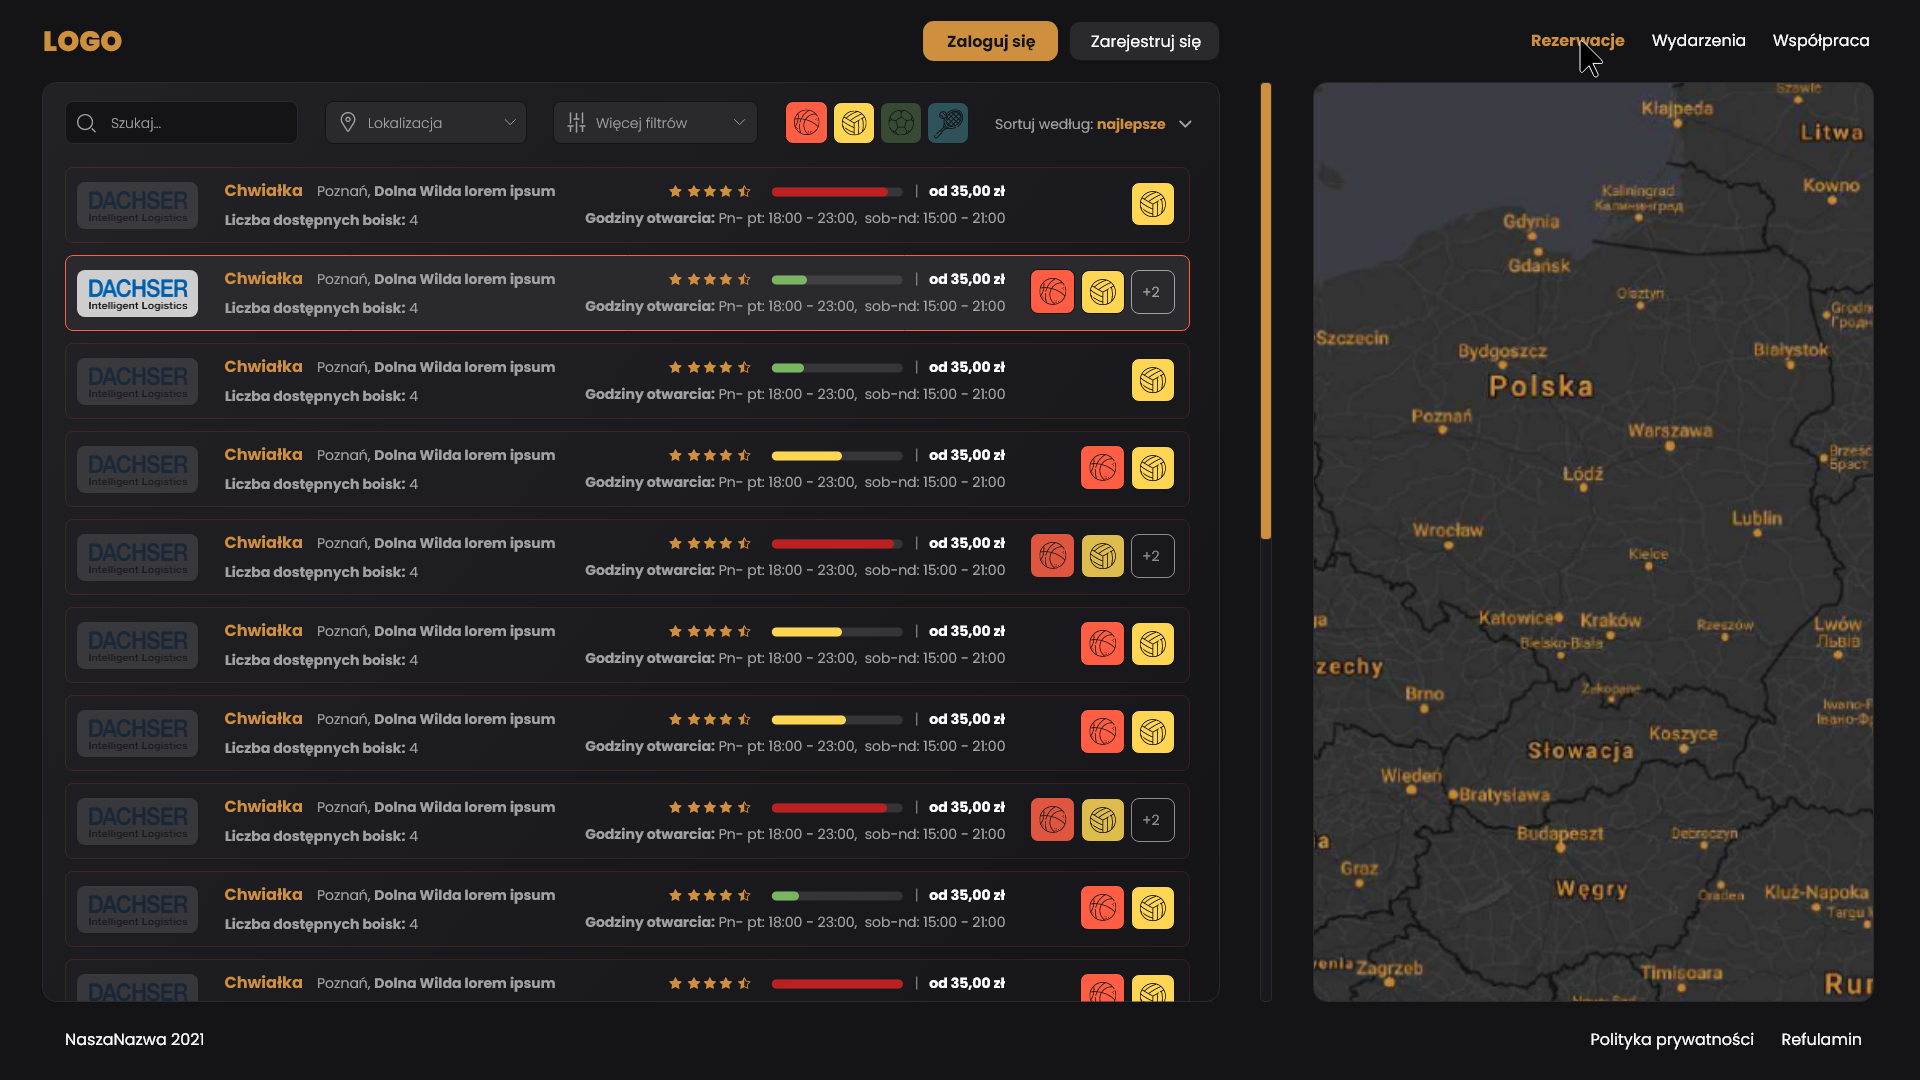 LOGO
Zaloguj się
Zarejestruj się
Rezerwacje
Wydarzenia
Współpraca
Szukaj...
Lokalizacja
Więcej filtrów
Sortuj według: najlepsze
DACHSER
Intelligent Logistics
Chwiałka Poznań, Dolna Wilda lorem ipsum | od 35,00 zł
Liczba dostępnych boisk: 4 Godziny otwarcia: Pn- pt: 18:00 - 23:00, sob-nd: 15:00 - 21:00
DACHSER
Intelligent Logistics
Chwiałka Poznań, Dolna Wilda lorem ipsum | od 35,00 zł
Liczba dostępnych boisk: 4 Godziny otwarcia: Pn- pt: 18:00 - 23:00, sob-nd: 15:00 - 21:00
+2
DACHSER
Intelligent Logistics
Chwiałka Poznań, Dolna Wilda lorem ipsum | od 35,00 zł
Liczba dostępnych boisk: 4 Godziny otwarcia: Pn- pt: 18:00 - 23:00, sob-nd: 15:00 - 21:00
DACHSER
Intelligent Logistics
Chwiałka Poznań, Dolna Wilda lorem ipsum | od 35,00 zł
Liczba dostępnych boisk: 4 Godziny otwarcia: Pn- pt: 18:00 - 23:00, sob-nd: 15:00 - 21:00
DACHSER
Intelligent Logistics
Chwiałka Poznań, Dolna Wilda lorem ipsum | od 35,00 zł
Liczba dostępnych boisk: 4 Godziny otwarcia: Pn- pt: 18:00 - 23:00, sob-nd: 15:00 - 21:00
+2
DACHSER
Intelligent Logistics
Chwiałka Poznań, Dolna Wilda lorem ipsum | od 35,00 zł
Liczba dostępnych boisk: 4 Godziny otwarcia: Pn- pt: 18:00 - 23:00, sob-nd: 15:00 - 21:00
DACHSER
Intelligent Logistics
Chwiałka Poznań, Dolna Wilda lorem ipsum | od 35,00 zł
Liczba dostępnych boisk: 4 Godziny otwarcia: Pn- pt: 18:00 - 23:00, sob-nd: 15:00 - 21:00
DACHSER
Intelligent Logistics
Chwiałka Poznań, Dolna Wilda lorem ipsum | od 35,00 zł
Liczba dostępnych boisk: 4 Godziny otwarcia: Pn- pt: 18:00 - 23:00, sob-nd: 15:00 - 21:00
+2
DACHSER
Intelligent Logistics
Chwiałka Poznań, Dolna Wilda lorem ipsum | od 35,00 zł
Liczba dostępnych boisk: 4 Godziny otwarcia: Pn- pt: 18:00 - 23:00, sob-nd: 15:00 - 21:00
DACHSER
Chwiałka Poznań, Dolna Wilda lorem ipsum | od 35,00 zł
Szawle
Kłajpeda
Litwa
Kowno
Kaliningrad
Калининград
Gdynia
Gdańsk
Olsztyn
Szczecin
Bydgoszcz
Białystok
Polska
Poznań
Warszawa
Łódź
Brześć
Брэст
Wrocław
Lublin
Kielce
Katowice
Kraków
Rzeszów
Lwów
Львів
Bielsko-Biała
zechy
Brno
Zakopane
Koszyce
Słowacja
Wiedeń
Bratysława
Budapeszt
Debreczyn
Graz
Węgry
Oradea
Kluż-Napoka
Zagrzeb
Timisoara
Rur
NaszaNazwa 2021
Polityka prywatności
Refulamin